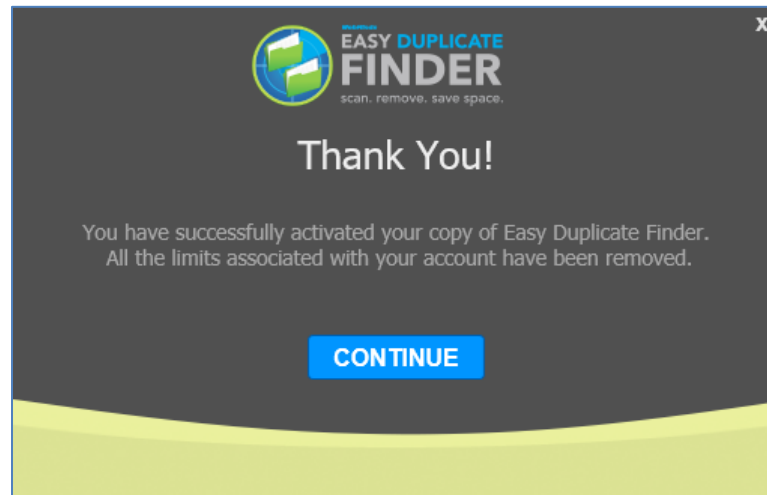 X
EASY DUPLICATE
FINDER
scan. remove. save space.
Thank You!
You have successfully activated your copy of Easy Duplicate Finder.
All the limits associated with your account have been removed.
CONTINUE